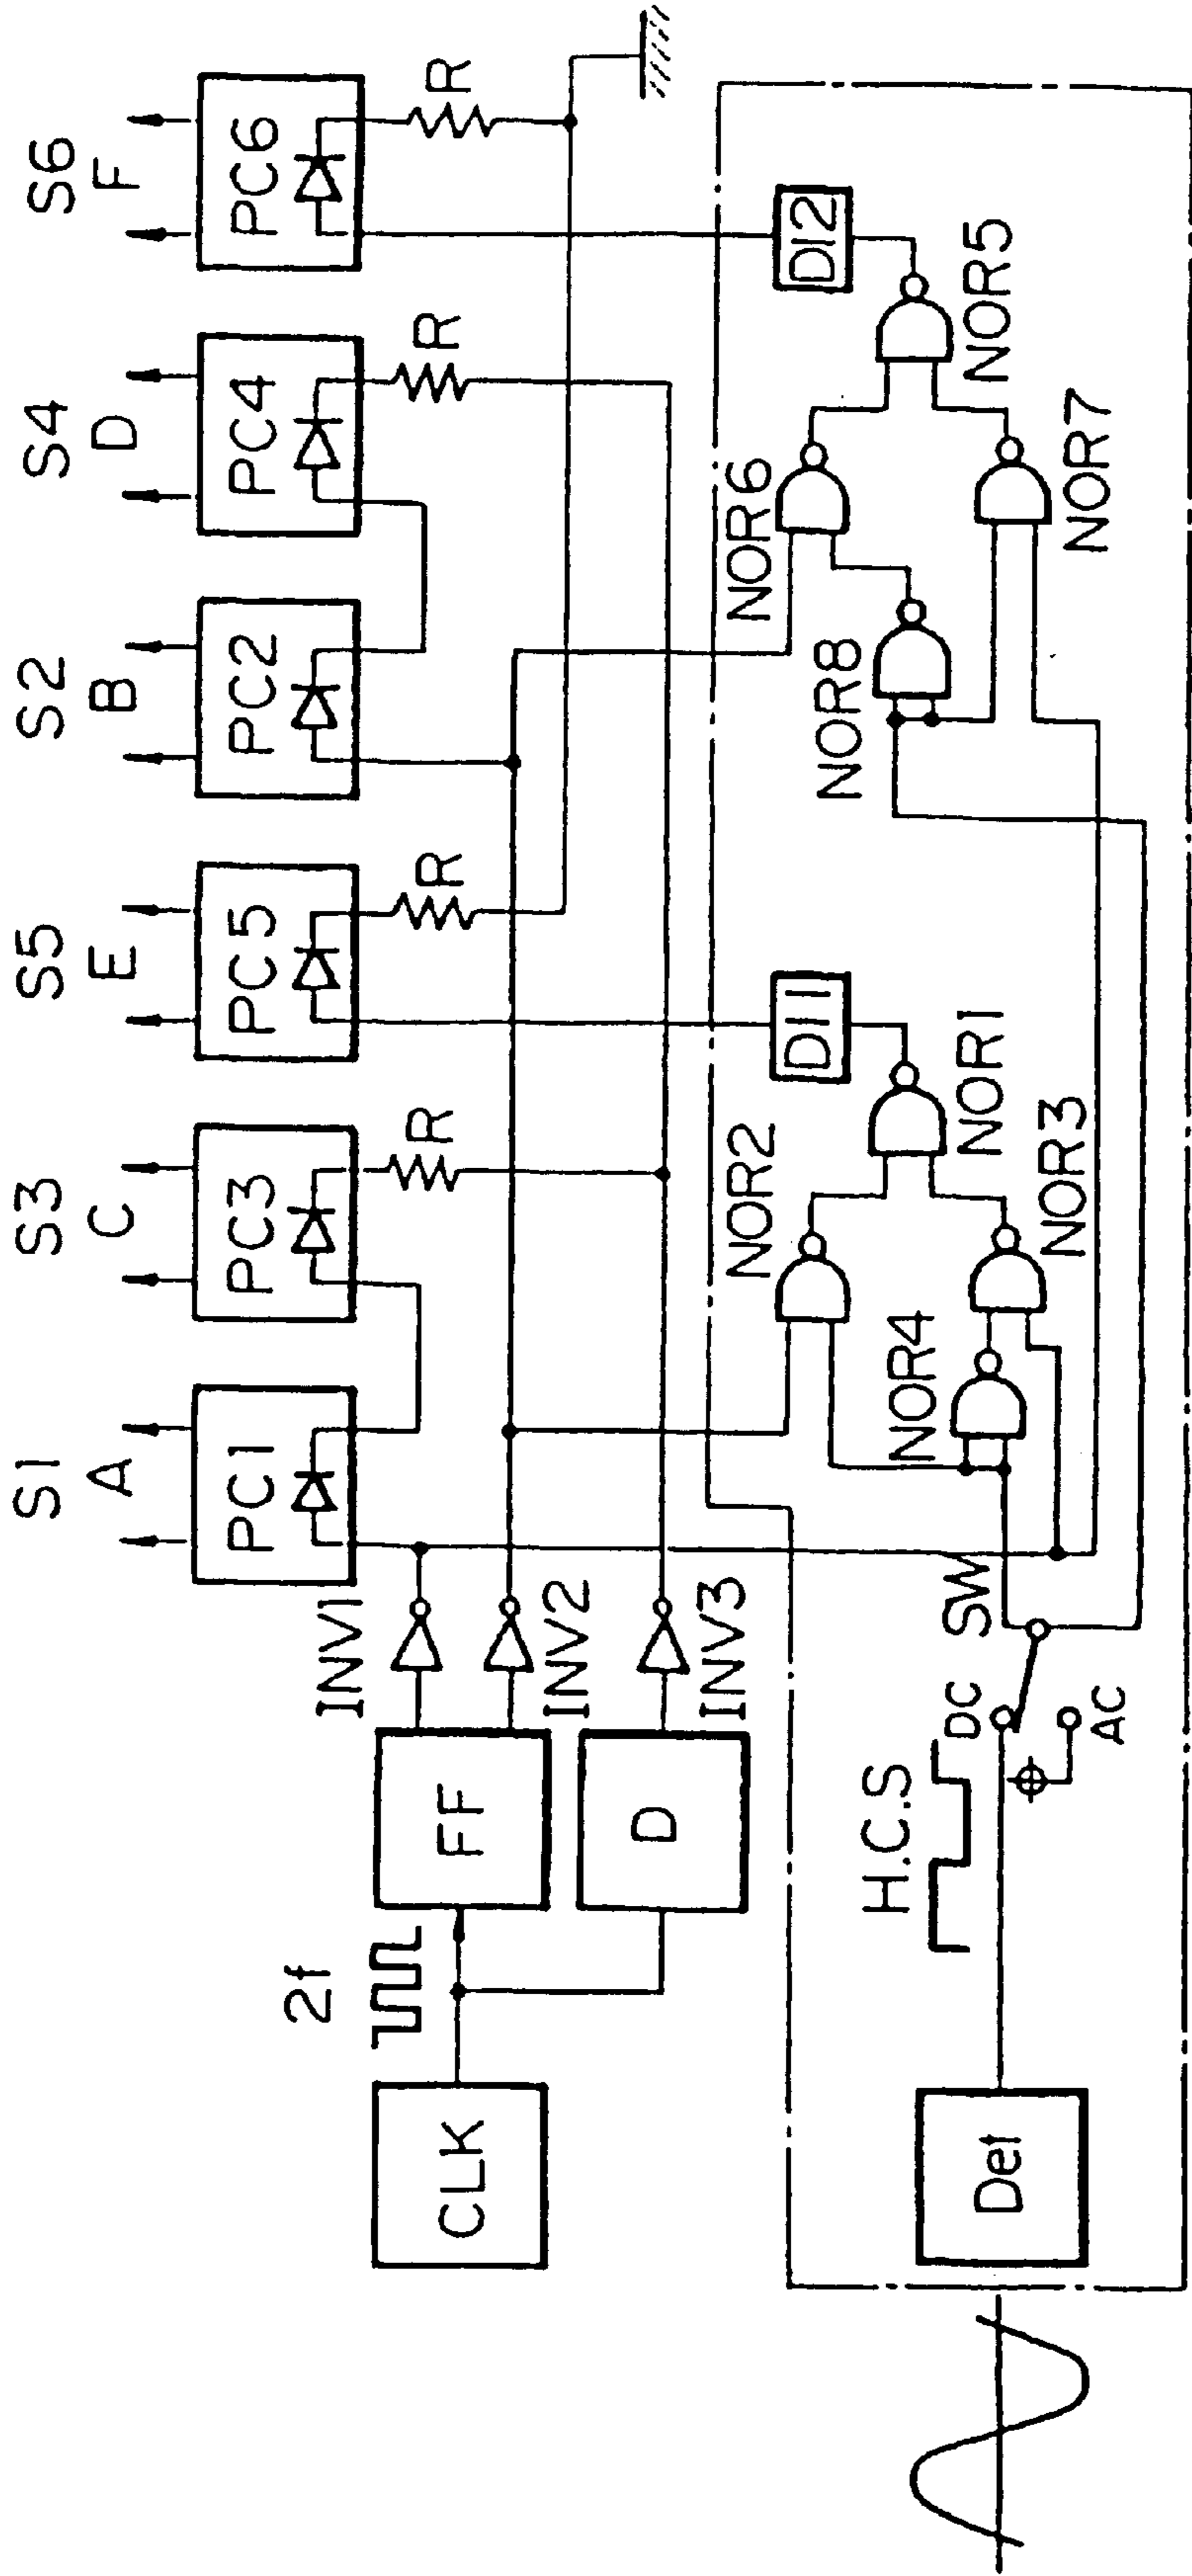 S1 S3 S5 S2 S4 S6
A C E B D F
PC1 PC3 PC5 PC2 PC4 PC6
R R R R
2f
INV1
CLK FF
INV2
D
INV3
DI1 DI2
NOR2 NOR6
NOR1 NOR8 NOR5
NOR4
NOR3 NOR7
H.C.S
DC SW
AC
Det